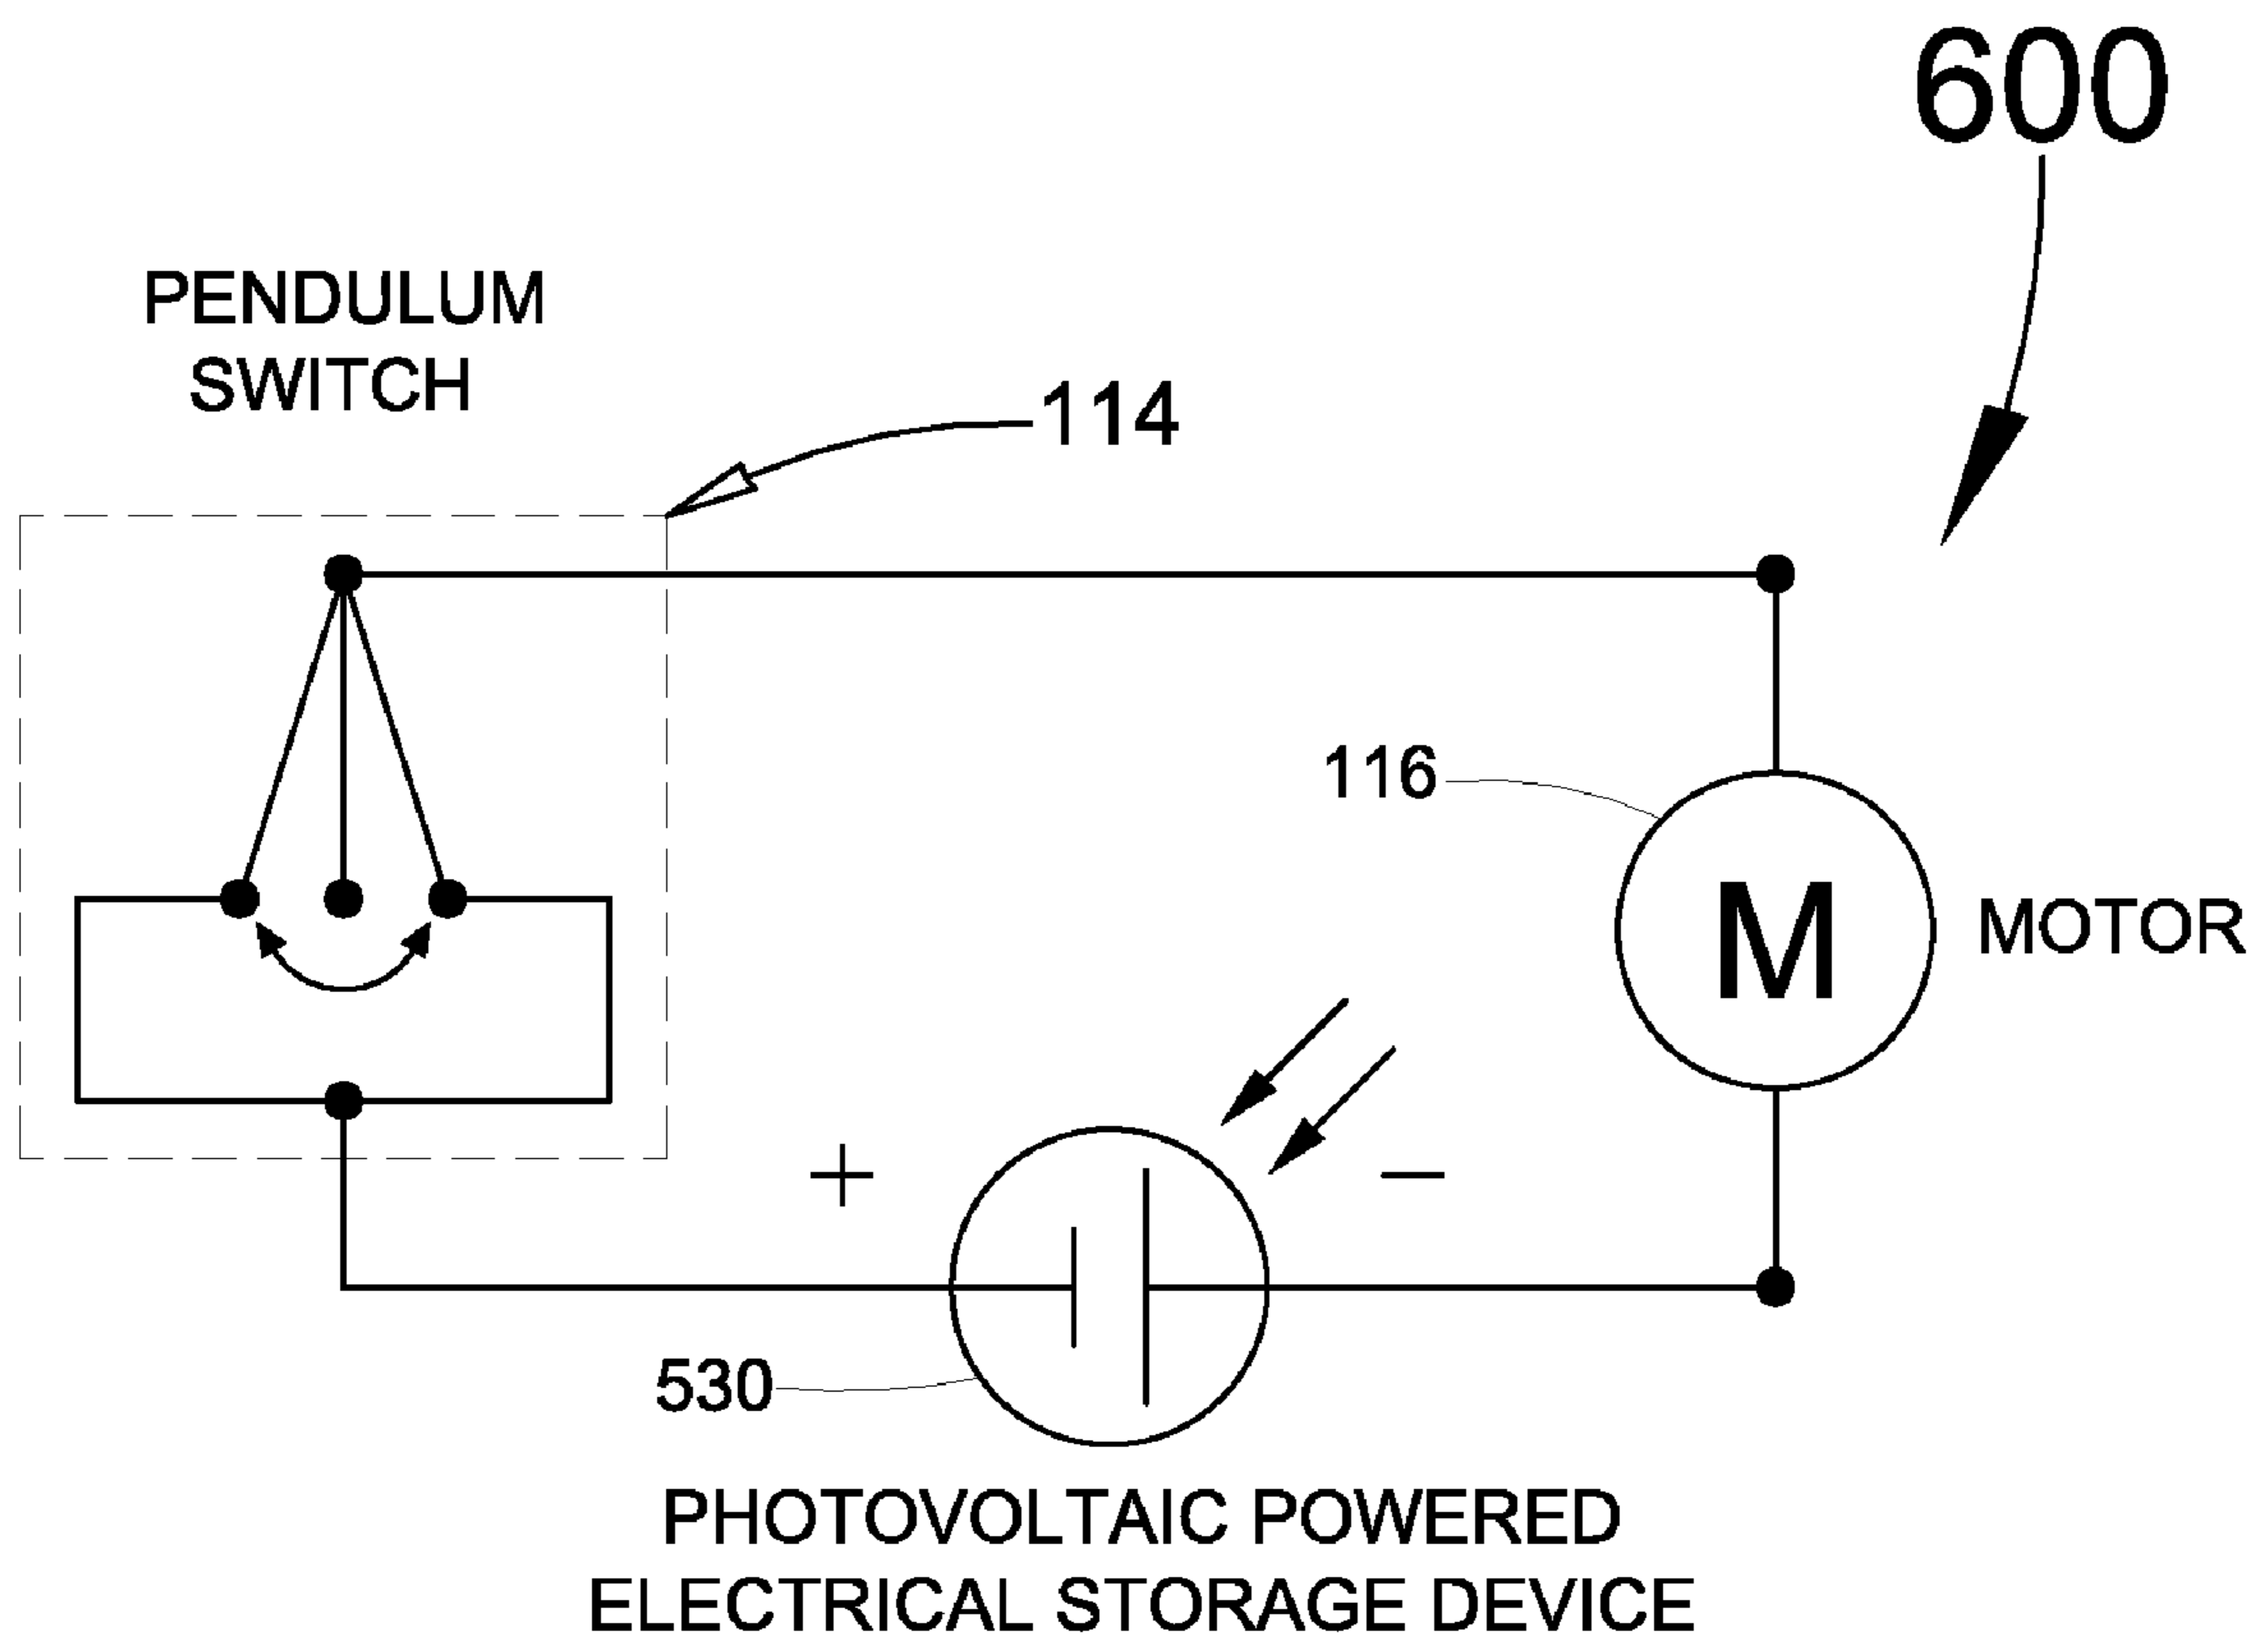 600
PENDULUM
SWITCH
114
116
M
MOTOR
+
−
530
PHOTOVOLTAIC POWERED
ELECTRICAL STORAGE DEVICE